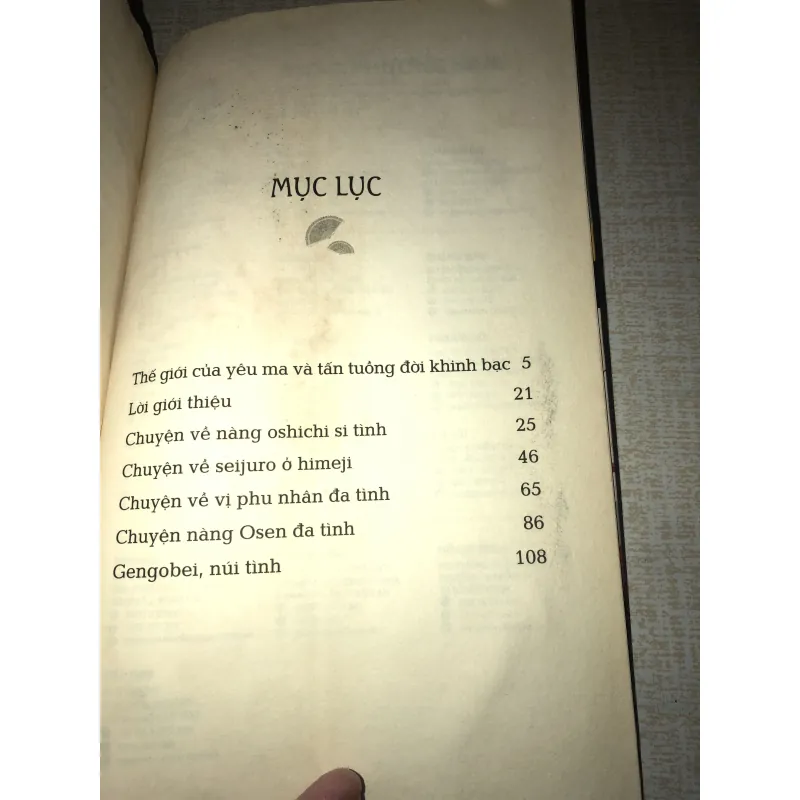 MỤC LỤC
Thế giới của yêu ma và tấn tuồng đời khinh bạc 5
Lời giới thiệu 21
Chuyện về nàng oshichi si tình 25
Chuyện về seijuro ở himeji 46
Chuyện về vị phu nhân đa tình 65
Chuyện nàng Osen đa tình 86
Gengobei, núi tình 108